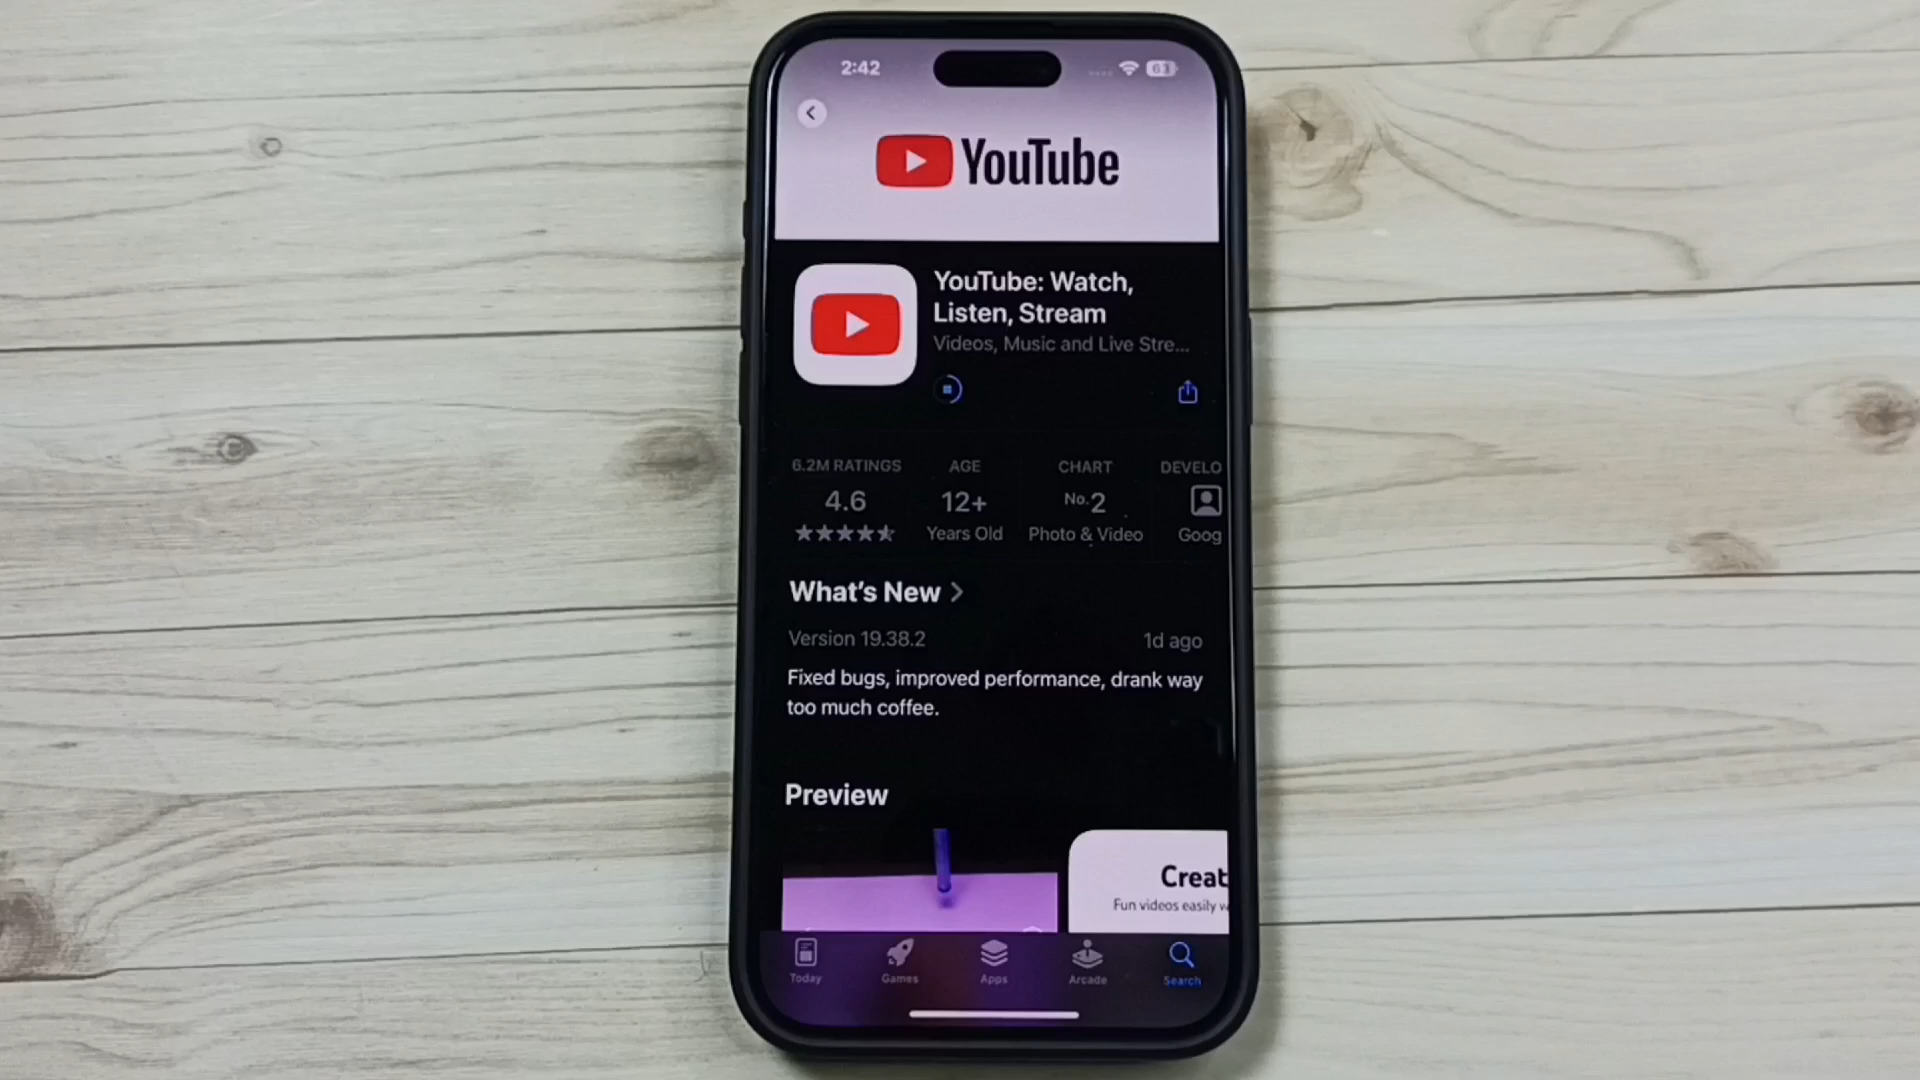 2:42
61
YouTube
YouTube: Watch,
Listen, Stream
Videos, Music and Live Stre...
6.2M RATINGS
AGE
CHART
DEVELO
4.6
12+
No.2
Years Old
Photo & Video
Goog
What's New
Version 19.38.2
1d ago
Fixed bugs, improved performance, drank way
too much coffee.
Preview
Creat
Fun videos easily w
Today
Games
Apps
Arcade
Search